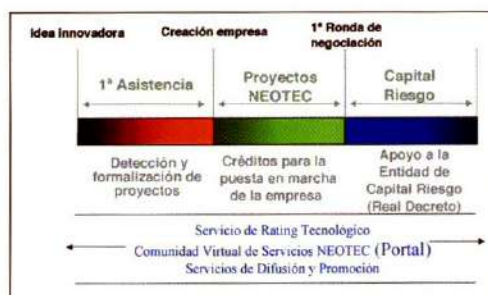 Idea innovadora
Creación empresa
1ª Ronda de
negociación
1ª Asistencia
Proyectos
NEOTEC
Capital
Riesgo
Detección y
formalización de
proyectos
Créditos para la
puesta en marcha
de la empresa
Apoyo a la
Entidad de
Capital Riesgo
(Real Decreto)
Servicio de Rating Tecnológico
Comunidad Virtual de Servicios NEOTEC (Portal)
Servicios de Difusión y Promoción